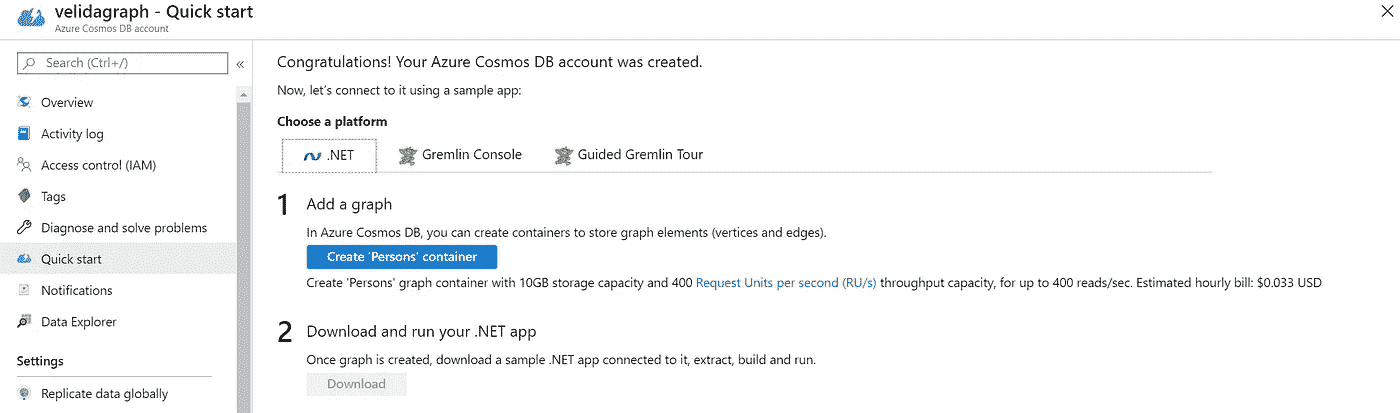 velidagraph - Quick start
Azure Cosmos DB account
Search (Ctrl+/)
«
Overview
Activity log
Access control (IAM)
Tags
Diagnose and solve problems
Quick start
Notifications
Data Explorer
Settings
Replicate data globally
Congratulations! Your Azure Cosmos DB account was created.
Now, let's connect to it using a sample app:
Choose a platform
.NET
Gremlin Console
Guided Gremlin Tour
1 Add a graph
In Azure Cosmos DB, you can create containers to store graph elements (vertices and edges).
Create 'Persons' container
Create 'Persons' graph container with 10GB storage capacity and 400 Request Units per second (RU/s) throughput capacity, for up to 400 reads/sec. Estimated hourly bill: $0.033 USD
2 Download and run your .NET app
Once graph is created, download a sample .NET app connected to it, extract, build and run.
Download